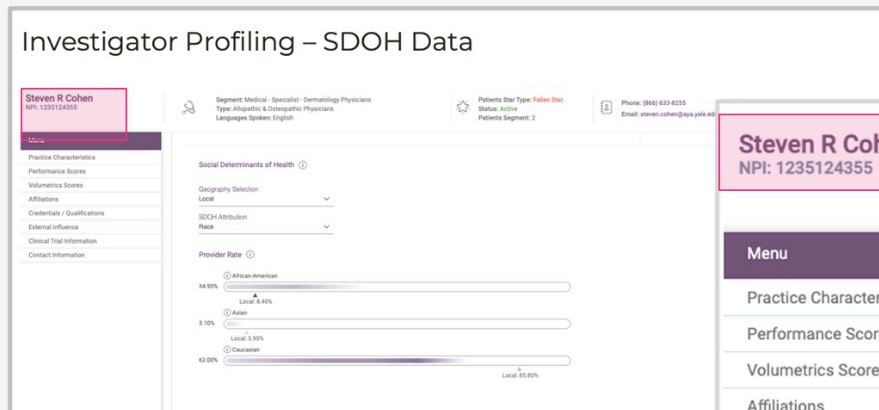 Investigator Profiling – SDOH Data
Steven R Cohen
NPI: 1235124355
Segment: Medical - Specialist - Dermatology Physicians
Type: Allopathic & Osteopathic Physicians
Languages Spoken: English
Patients Star Type: Fallen Star
Status: Active
Patients Segment: 2
Phone: (866) 633-8255
Email: steven.cohen@aya.yale.ed
Menu
Practice Characteristics
Performance Scores
Volumetrics Scores
Affiliations
Credentials / Qualifications
External Influence
Clinical Trial Information
Contact Information
Social Determinants of Health
Geography Selection
Local
SDOH Attribution
Race
Provider Rate
African-American
34.90%
Local: 8.40%
Asian
3.10%
Local: 5.90%
Caucasian
62.00%
Local: 85.80%
Steven R Coh
NPI: 1235124355
Menu
Practice Character
Performance Score
Volumetrics Score
Affiliations